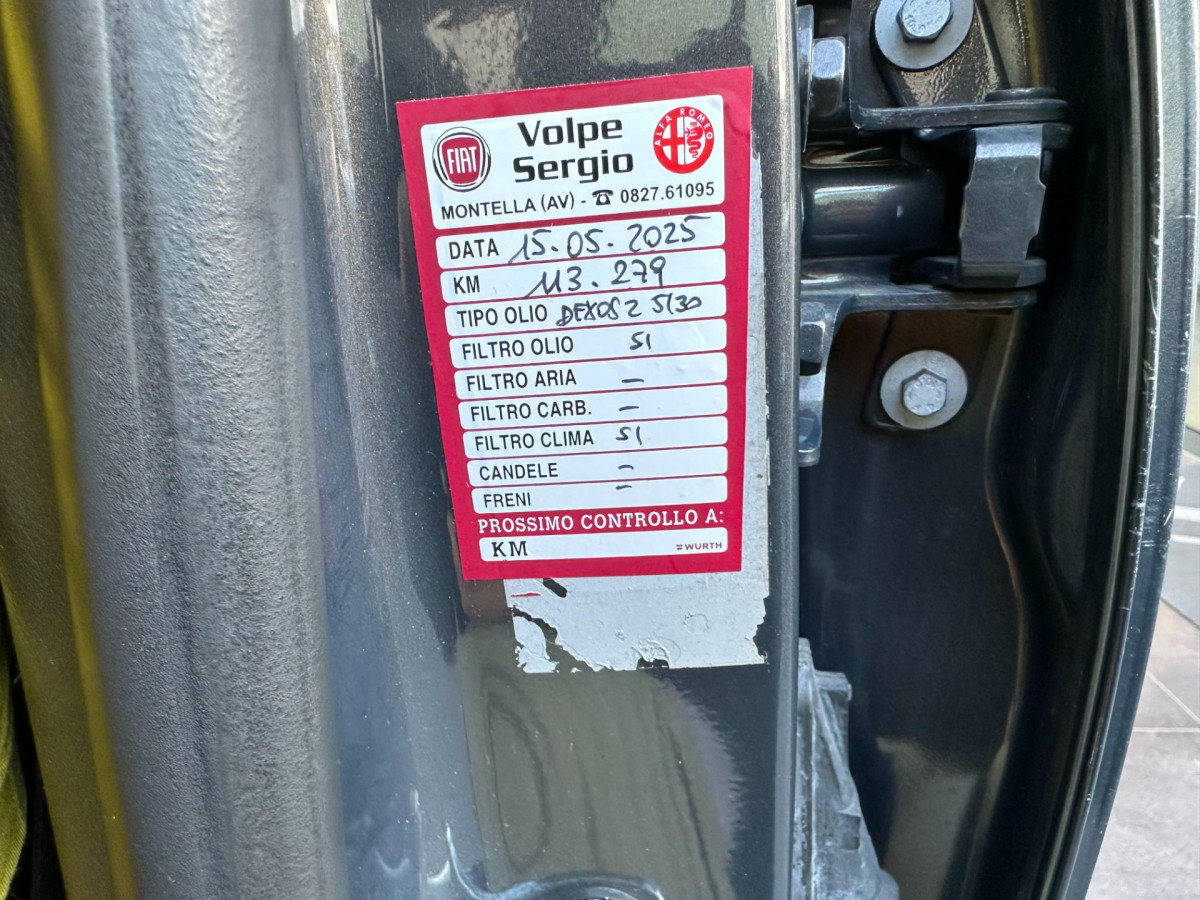 FIAT
Volpe
Sergio
ALFA ROMEO
MONTELLA (AV) - ☎ 0827.61095
DATA 15.05.2025
KM 113.279
TIPO OLIO DEXOS 2 5/30
FILTRO OLIO SI
FILTRO ARIA –
FILTRO CARB. –
FILTRO CLIMA SI
CANDELE –
FRENI –
PROSSIMO CONTROLLO A:
KM WURTH